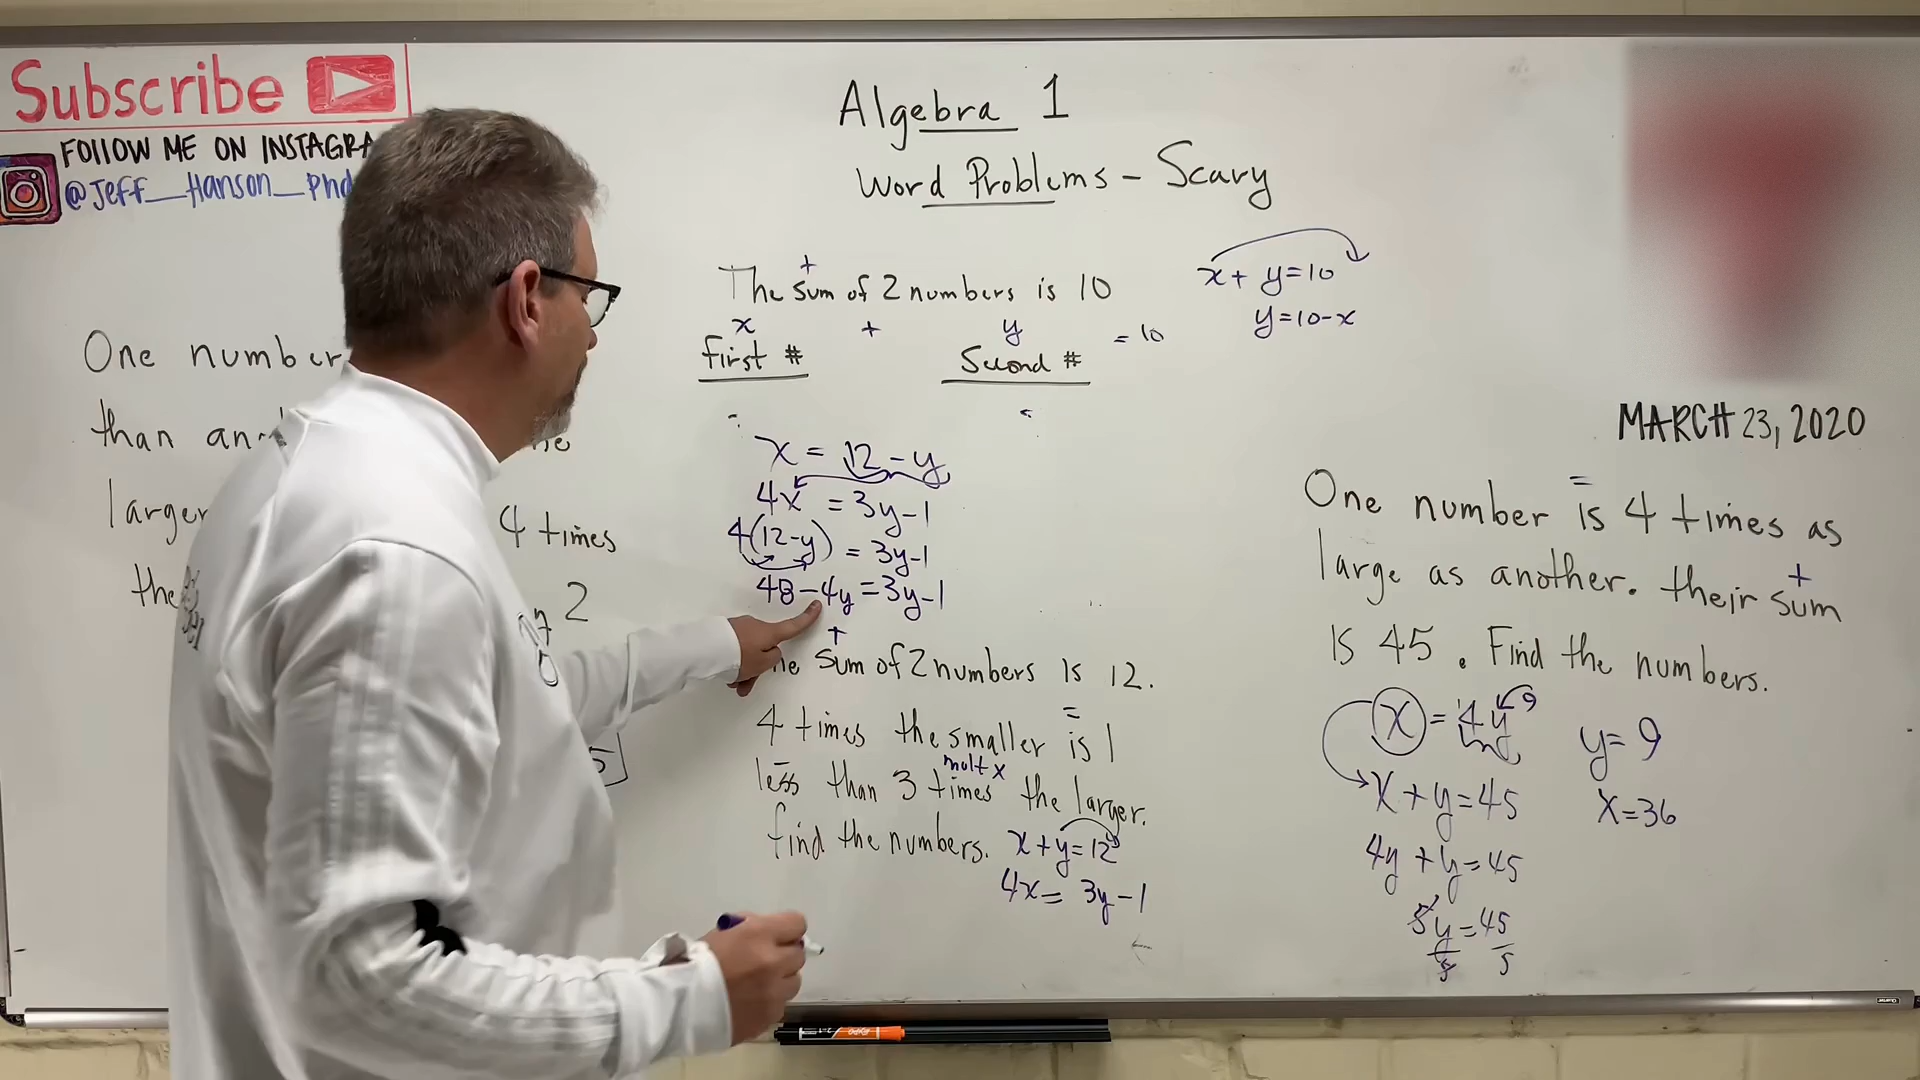 Subscribe
FOllOW ME ON INSTAGRA
@Jeff_Hanson_Phd
Algebra 1
Word Problems - Scary
The sum of 2 numbers is 10
+
x + y = 10
first # Second #
x + y = 10
y = 10 - x
One number
than
larger 4 times
the
2
5
x = 12 - y
4x = 3y - 1
4(12 - y) = 3y - 1
48 - 4y = 3y - 1
+
sum of 2 numbers is 12.
4 times the smaller is 1
=
less than 3 times the larger.
-
mult x
find the numbers.
x + y = 12
4x = 3y - 1
MARCH 23, 2020
=
One number is 4 times as
large as another. their sum
+
is 45. Find the numbers.
x = 4y 9
x + y = 45
4y + y = 45
5y = 45
5 5
y = 9
x = 36